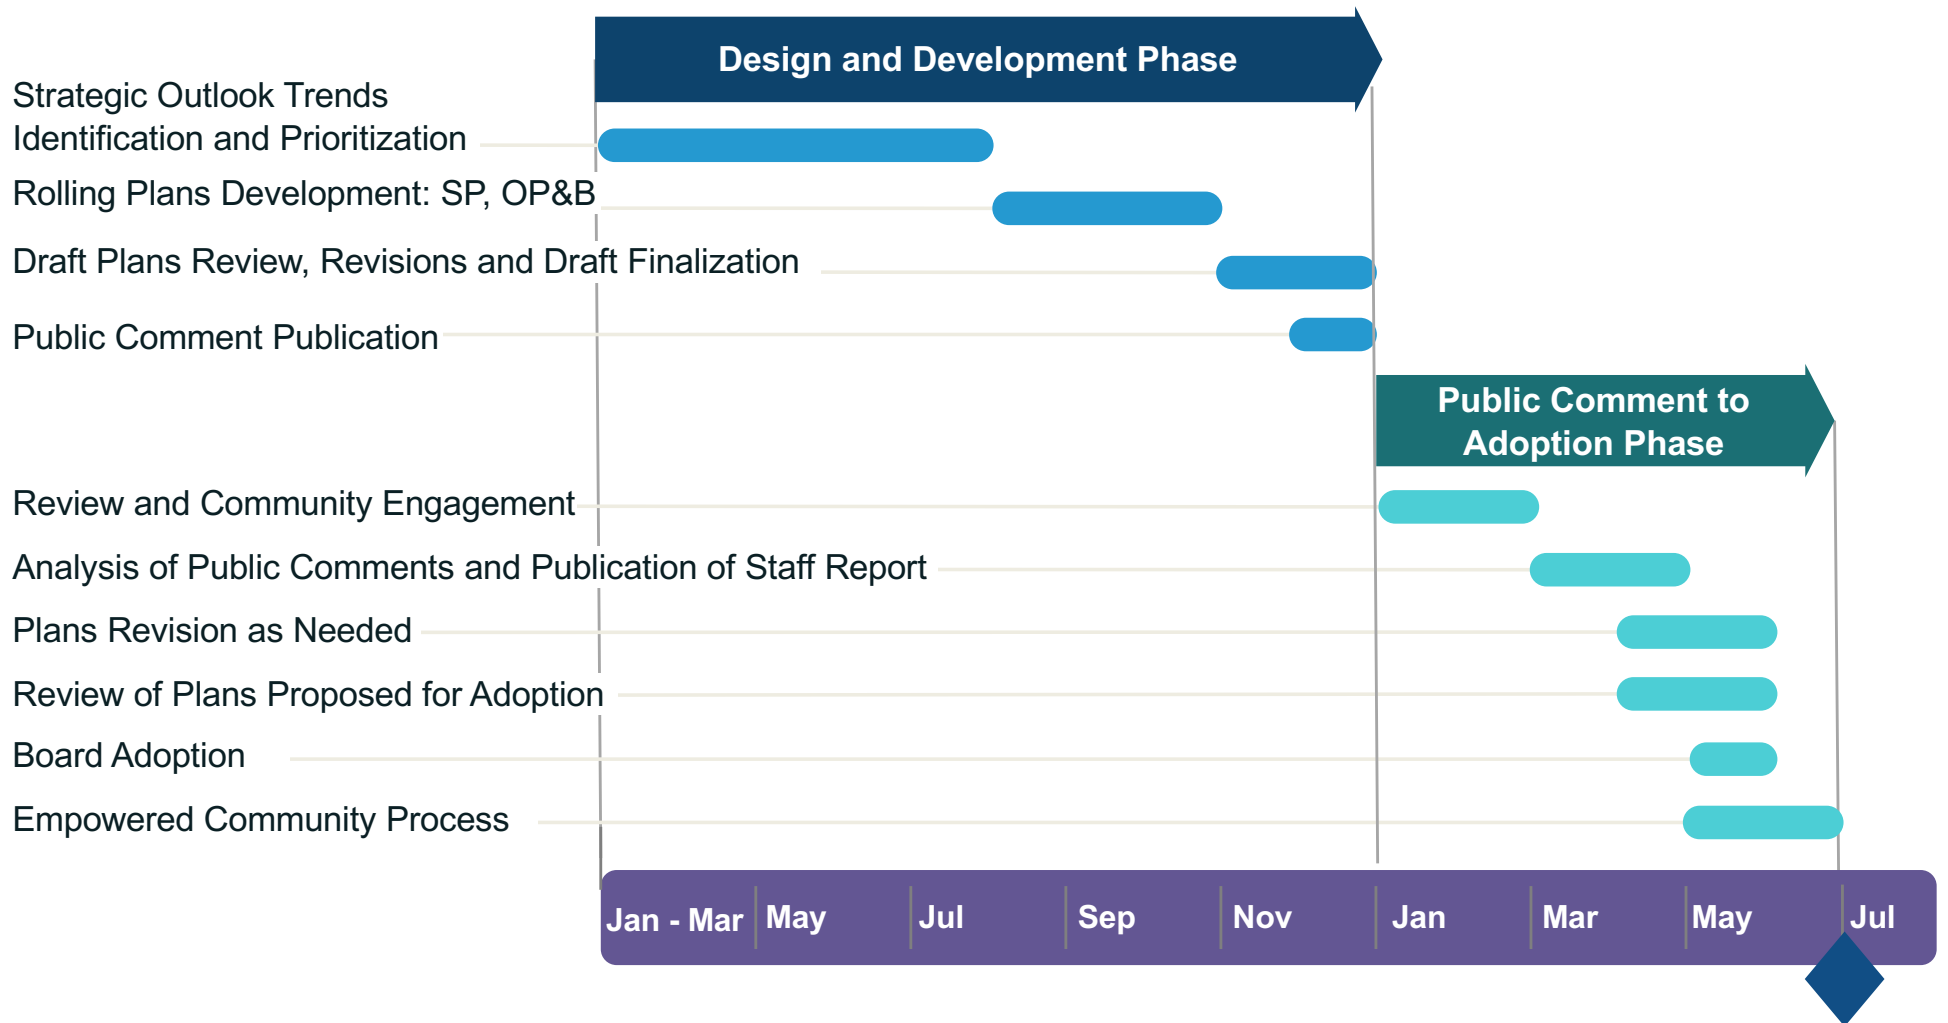 Design and Development Phase
Strategic Outlook Trends
Identification and Prioritization
Rolling Plans Development: SP, OP&B
Draft Plans Review, Revisions and Draft Finalization
Public Comment Publication
Public Comment to
Adoption Phase
Review and Community Engagement
Analysis of Public Comments and Publication of Staff Report
Plans Revision as Needed
Review of Plans Proposed for Adoption
Board Adoption
Empowered Community Process
Jan - Mar May Jul Sep Nov Jan Mar May Jul